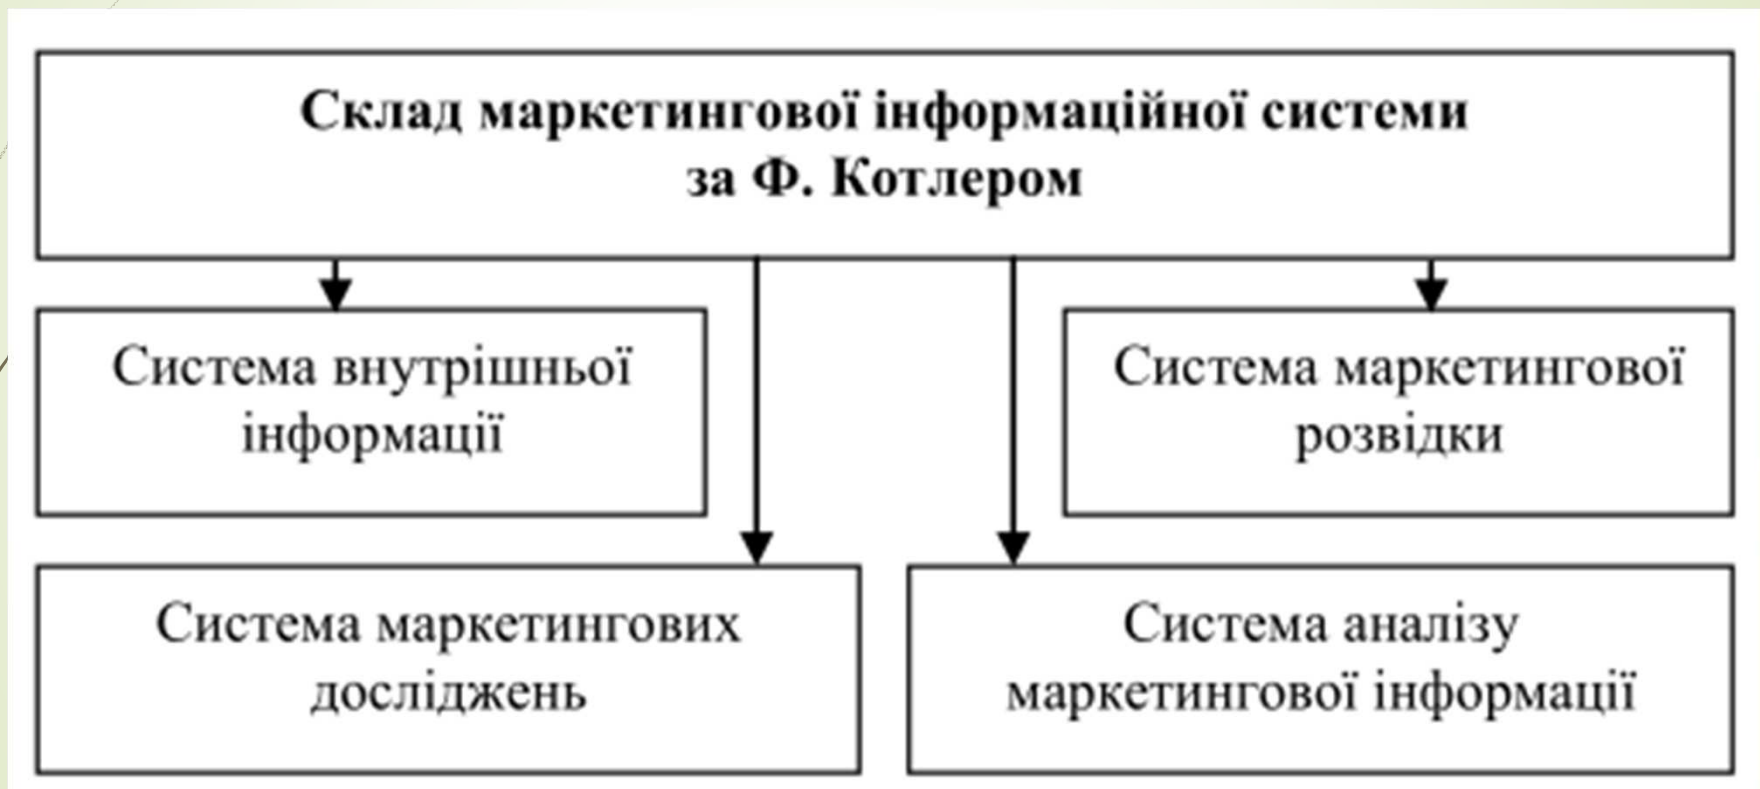 Склад маркетингової інформаційної системи
за Ф. Котлером
Система внутрішньої
інформації
Система маркетингової
розвідки
Система маркетингових
досліджень
Система аналізу
маркетингової інформації